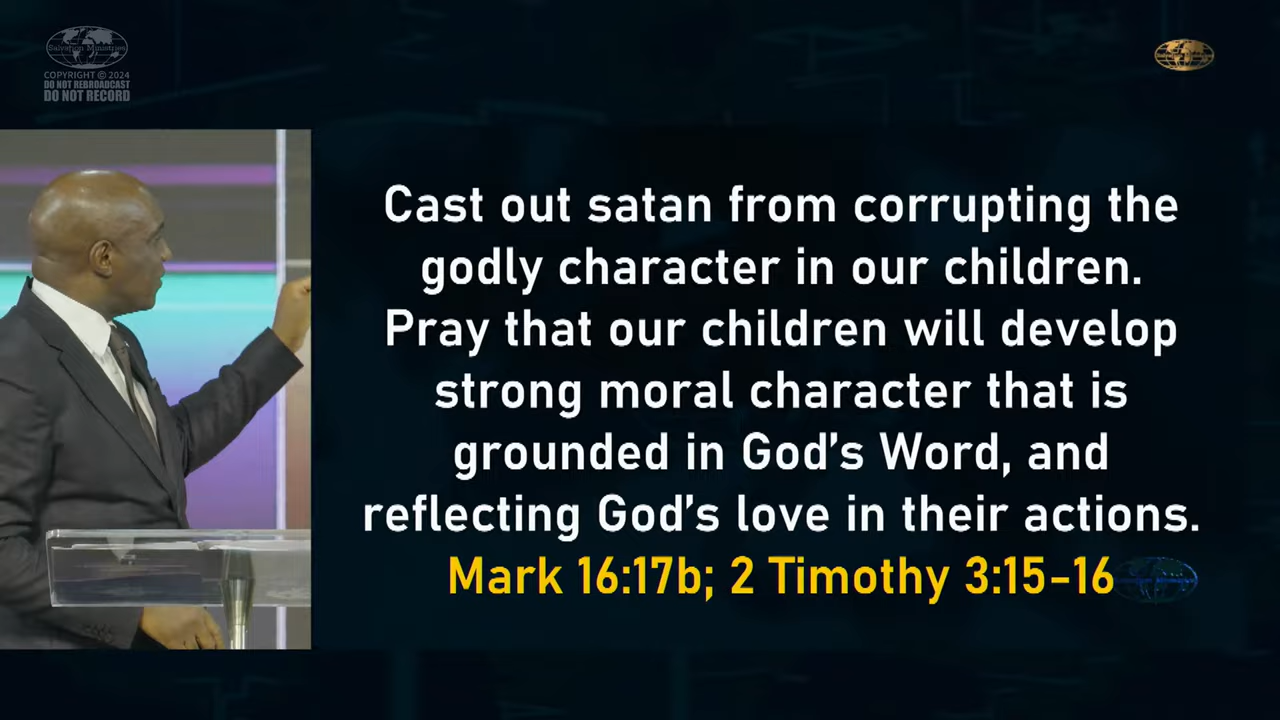 Salvation Ministries
COPYRIGHT © 2024
DO NOT REBROADCAST
DO NOT RECORD
Cast out satan from corrupting the
godly character in our children.
Pray that our children will develop
strong moral character that is
grounded in God's Word, and
reflecting God's love in their actions.
Mark 16:17b; 2 Timothy 3:15-16